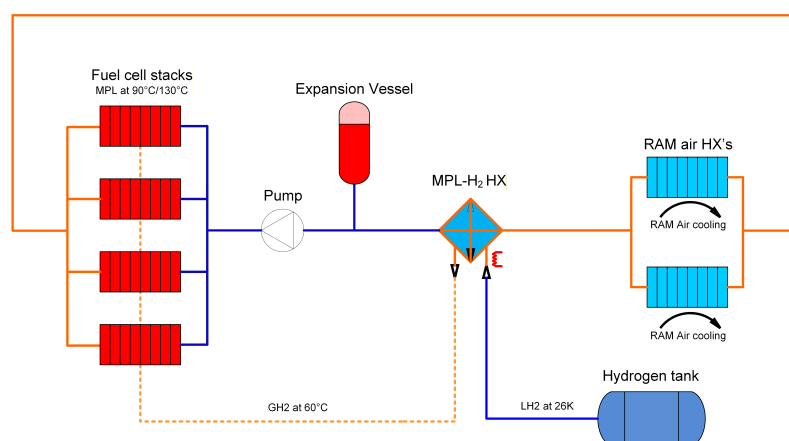 Fuel cell stacks
MPL at 90°C/130°C
Expansion Vessel
Pump
MPL-H₂ HX
RAM air HX's
RAM Air cooling
RAM Air cooling
Hydrogen tank
GH2 at 60°C
LH2 at 26K